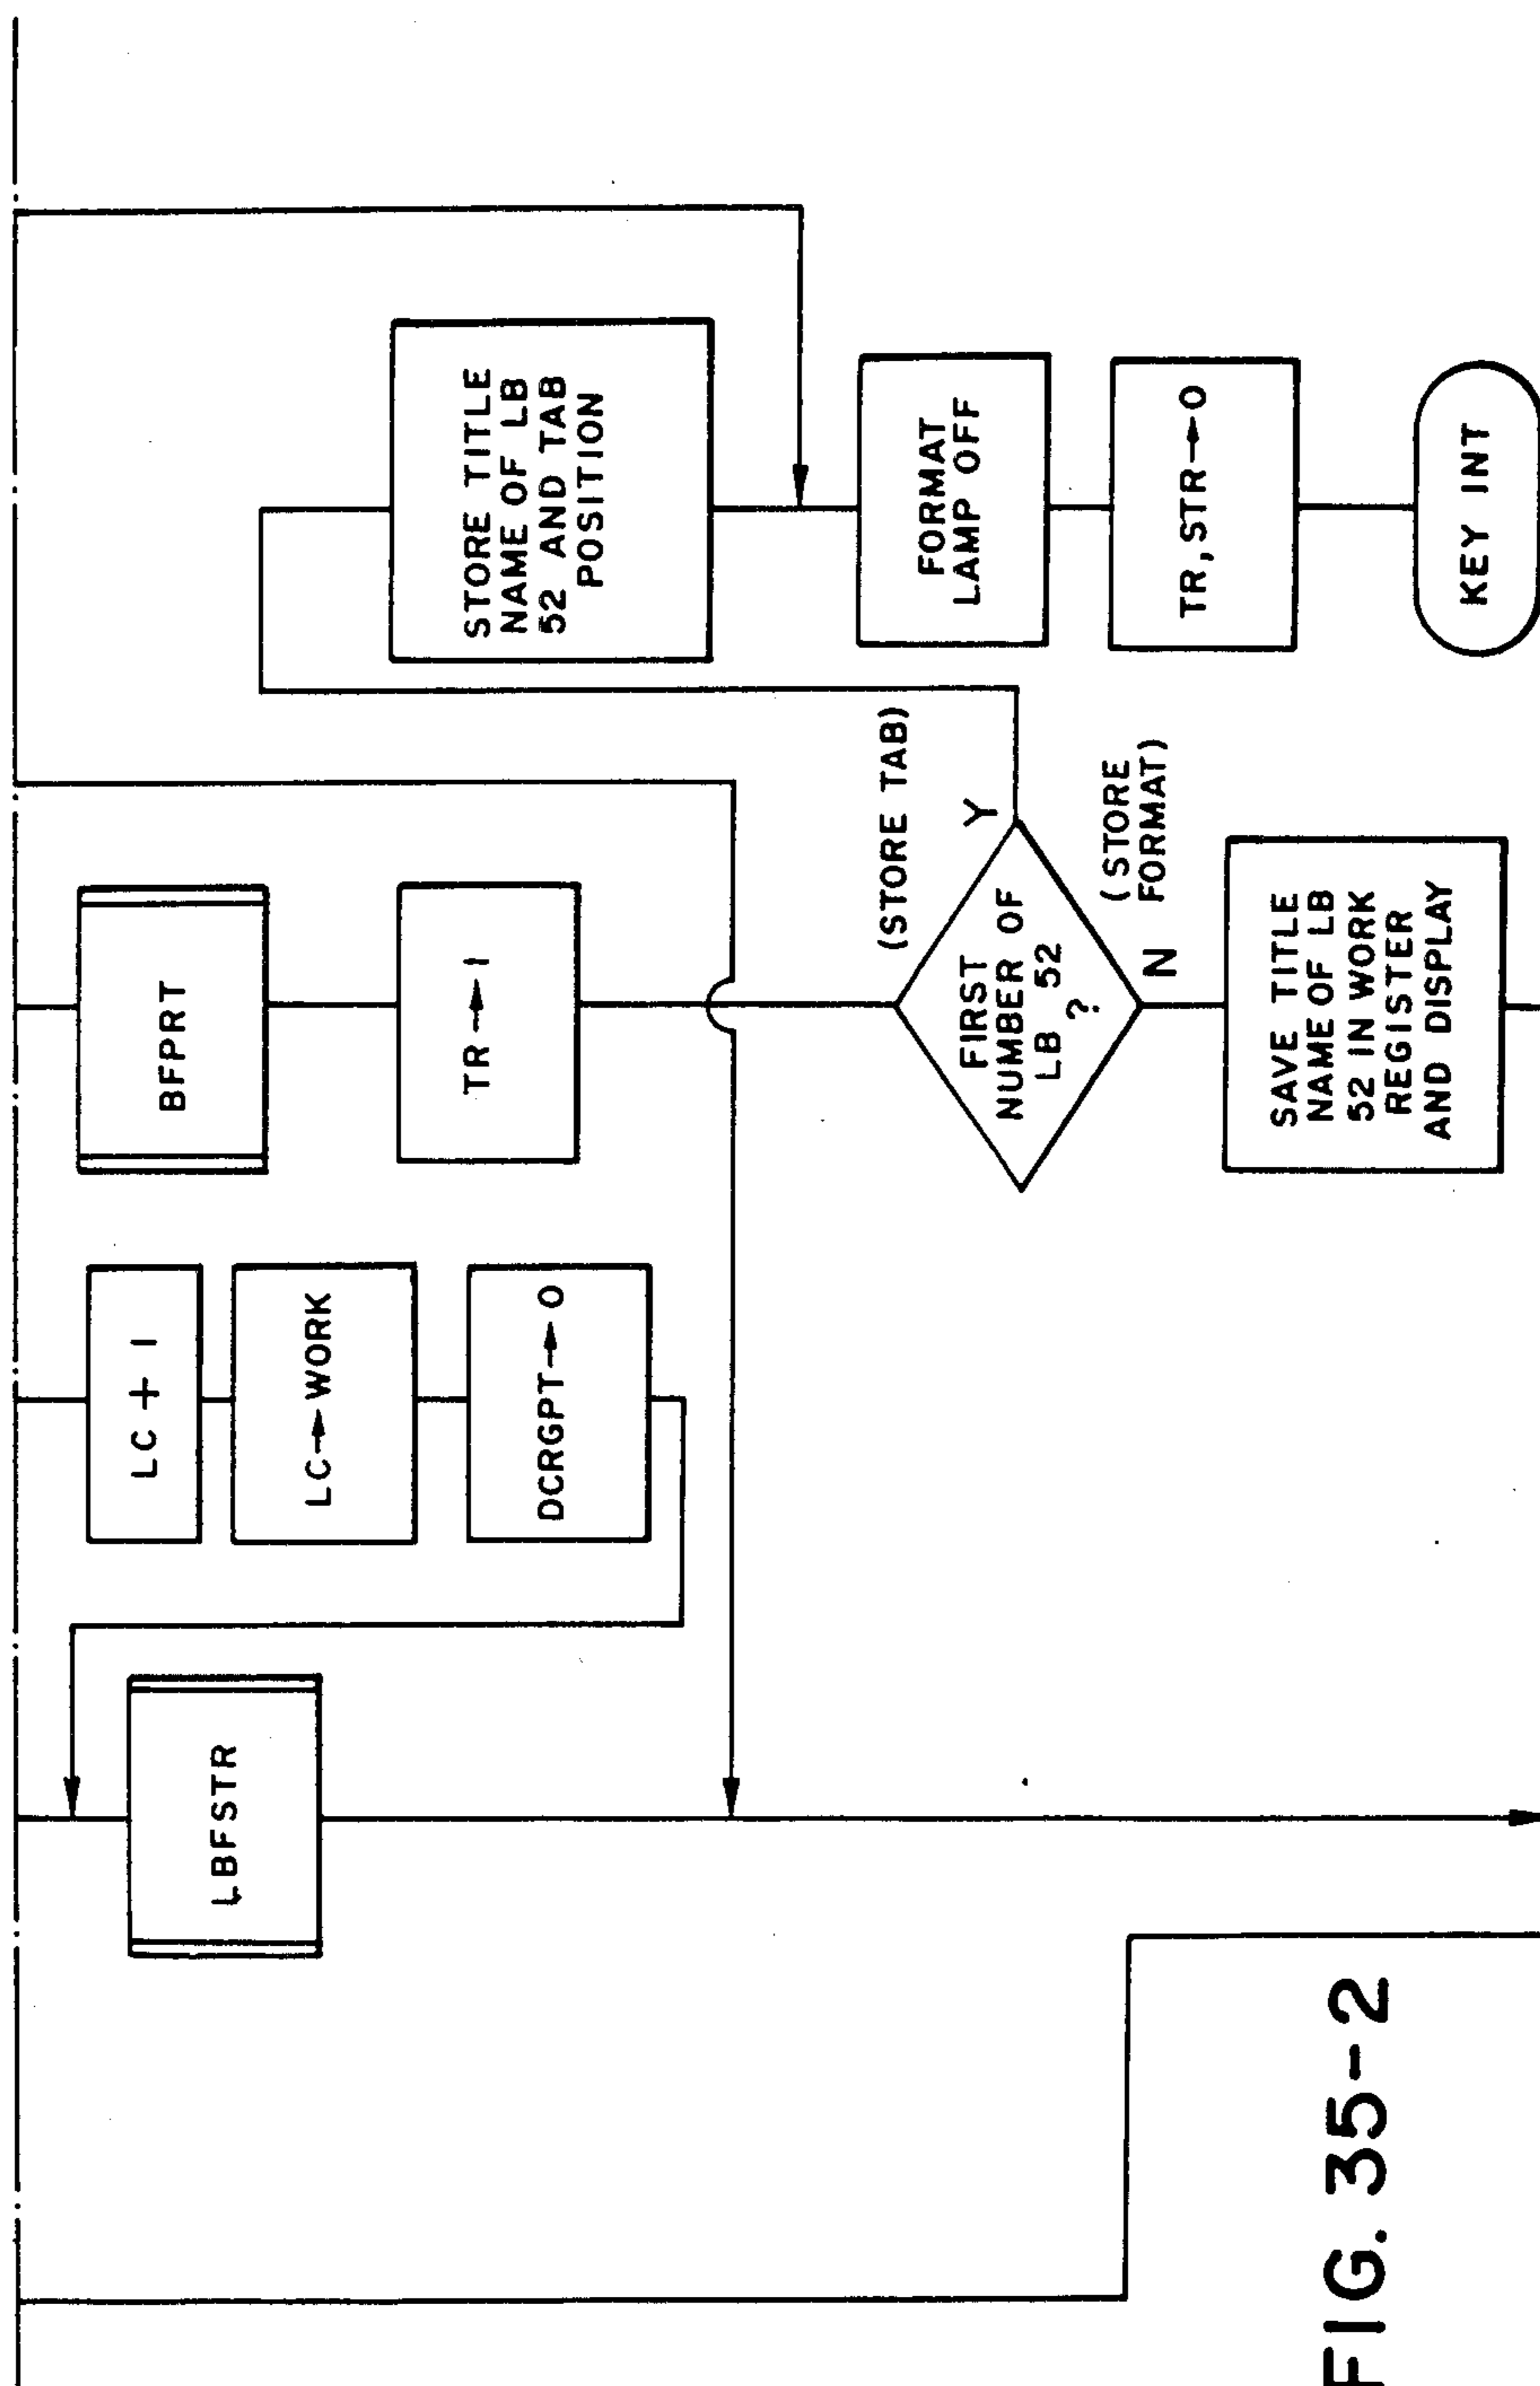 LBFSTR
LC + 1
LC→WORK
DCRGPT→0
BFPRT
TR→1
FIRST
NUMBER OF
LB 52
?
(STORE TAB)
Y
N
(STORE
FORMAT)
SAVE TITLE
NAME OF LB
52 IN WORK
REGISTER
AND DISPLAY
STORE TITLE
NAME OF LB
52 AND TAB
POSITION
FORMAT
LAMP OFF
TR,STR→0
KEY INT
FIG. 35-2